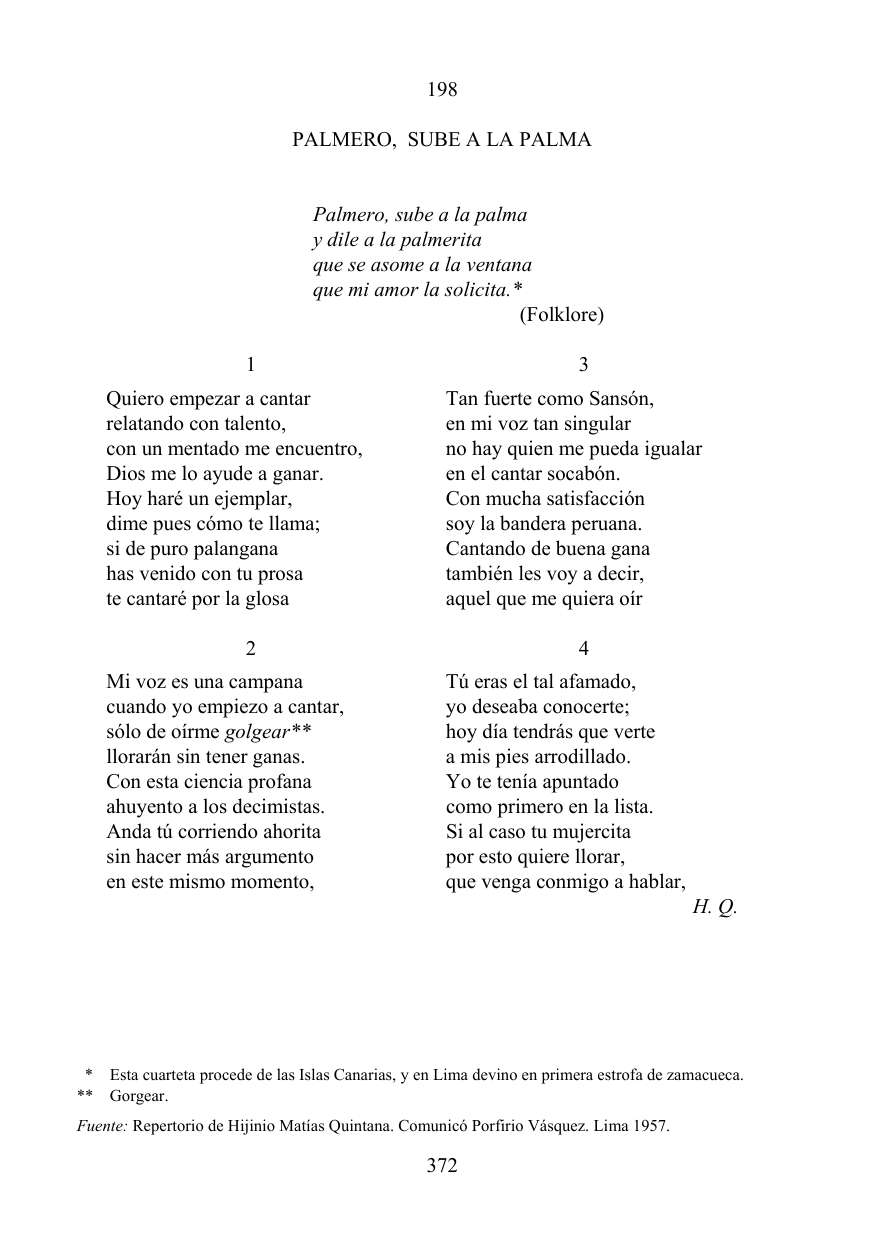 198
PALMERO, SUBE A LA PALMA
Palmero, sube a la palma
y dile a la palmerita
que se asome a la ventana
que mi amor la solicita.*
(Folklore)
1
Quiero empezar a cantar
relatando con talento,
con un mentado me encuentro,
Dios me lo ayude a ganar.
Hoy haré un ejemplar,
dime pues cómo te llama;
si de puro palangana
has venido con tu prosa
te cantaré por la glosa
2
Mi voz es una campana
cuando yo empiezo a cantar,
sólo de oírme golgear**
llorarán sin tener ganas.
Con esta ciencia profana
ahuyento a los decimistas.
Anda tú corriendo ahorita
sin hacer más argumento
en este mismo momento,
3
Tan fuerte como Sansón,
en mi voz tan singular
no hay quien me pueda igualar
en el cantar socabón.
Con mucha satisfacción
soy la bandera peruana.
Cantando de buena gana
también les voy a decir,
aquel que me quiera oír
4
Tú eras el tal afamado,
yo deseaba conocerte;
hoy día tendrás que verte
a mis pies arrodillado.
Yo te tenía apuntado
como primero en la lista.
Si al caso tu mujercita
por esto quiere llorar,
que venga conmigo a hablar,
H. Q.
* Esta cuarteta procede de las Islas Canarias, y en Lima devino en primera estrofa de zamacueca.
** Gorgear.
Fuente: Repertorio de Hijinio Matías Quintana. Comunicó Porfirio Vásquez. Lima 1957.
372